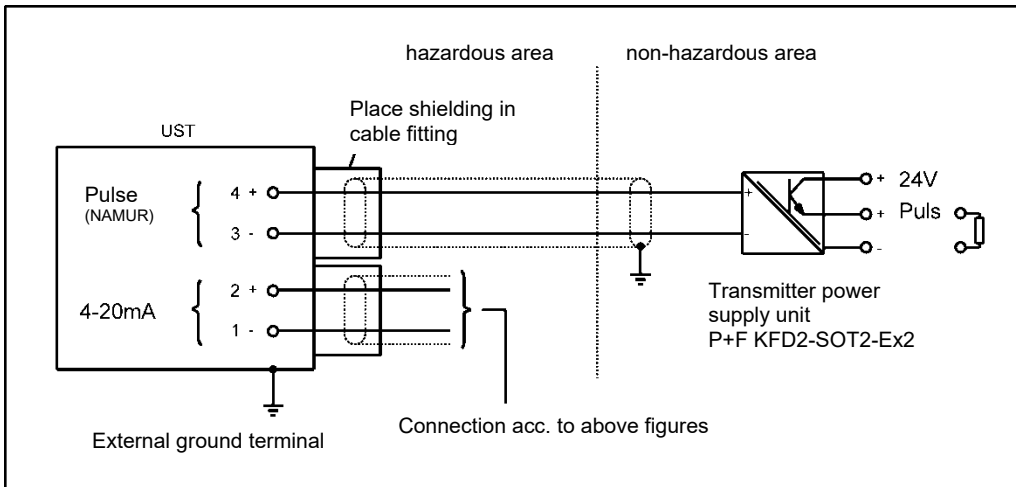 hazardous area
non-hazardous area
Place shielding in
cable fitting
UST
Pulse
(NAMUR)
4 +
3 -
4-20mA
2 +
1 -
+
-
+ 24V
+ Puls
-
Transmitter power
supply unit
P+F KFD2-SOT2-Ex2
External ground terminal
Connection acc. to above figures